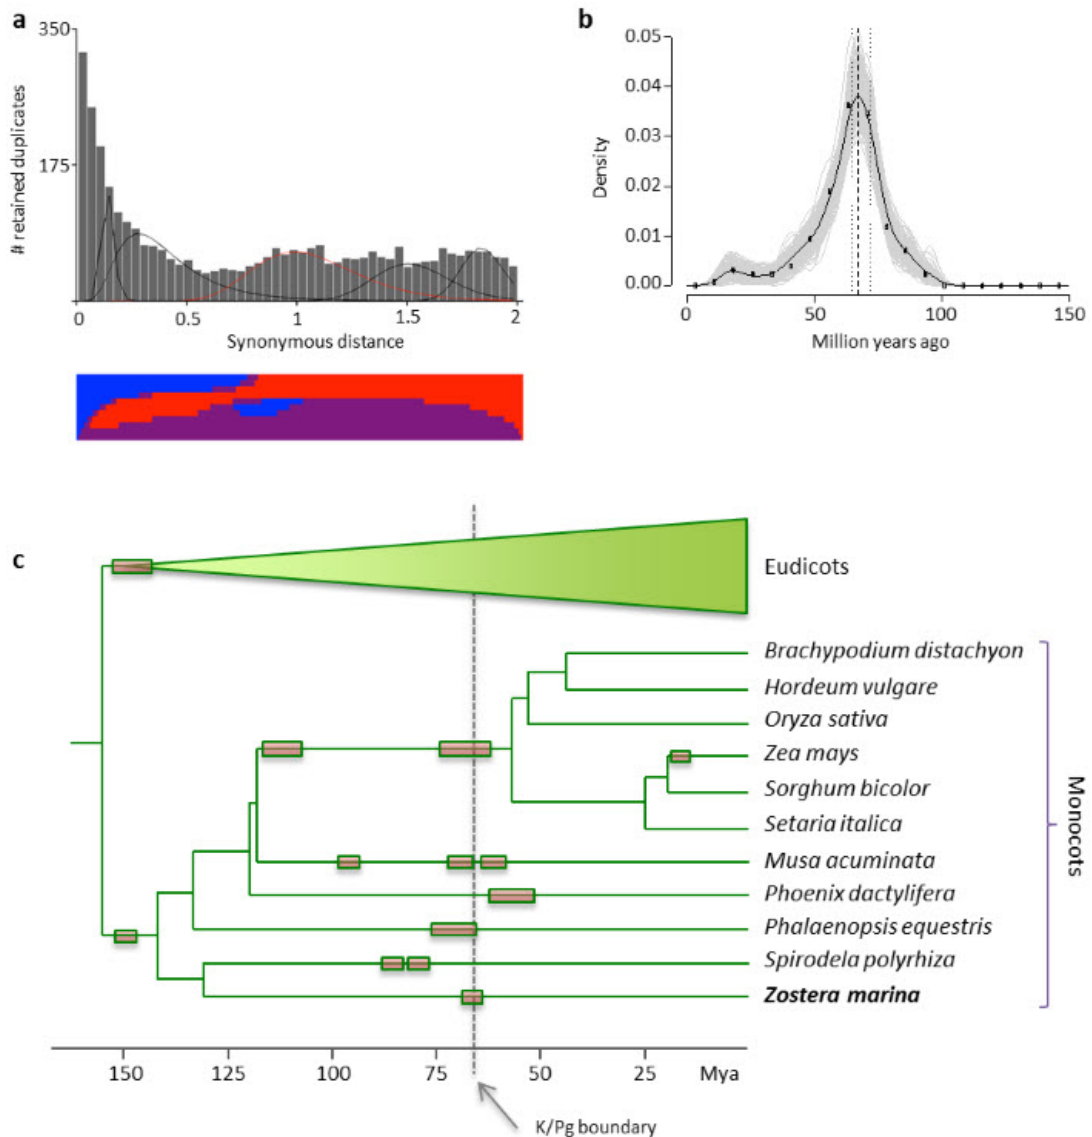 a
350
175
# retained duplicates
0 0.5 1 1.5 2
Synonymous distance
b
0.05
0.04
0.03
0.02
0.01
0.00
Density
0 50 100 150
Million years ago
c
Eudicots
Brachypodium distachyon
Hordeum vulgare
Oryza sativa
Zea mays
Sorghum bicolor
Setaria italica
Musa acuminata
Phoenix dactylifera
Phalaenopsis equestris
Spirodela polyrhiza
Zostera marina
Monocots
150 125 100 75 50 25 Mya
K/Pg boundary